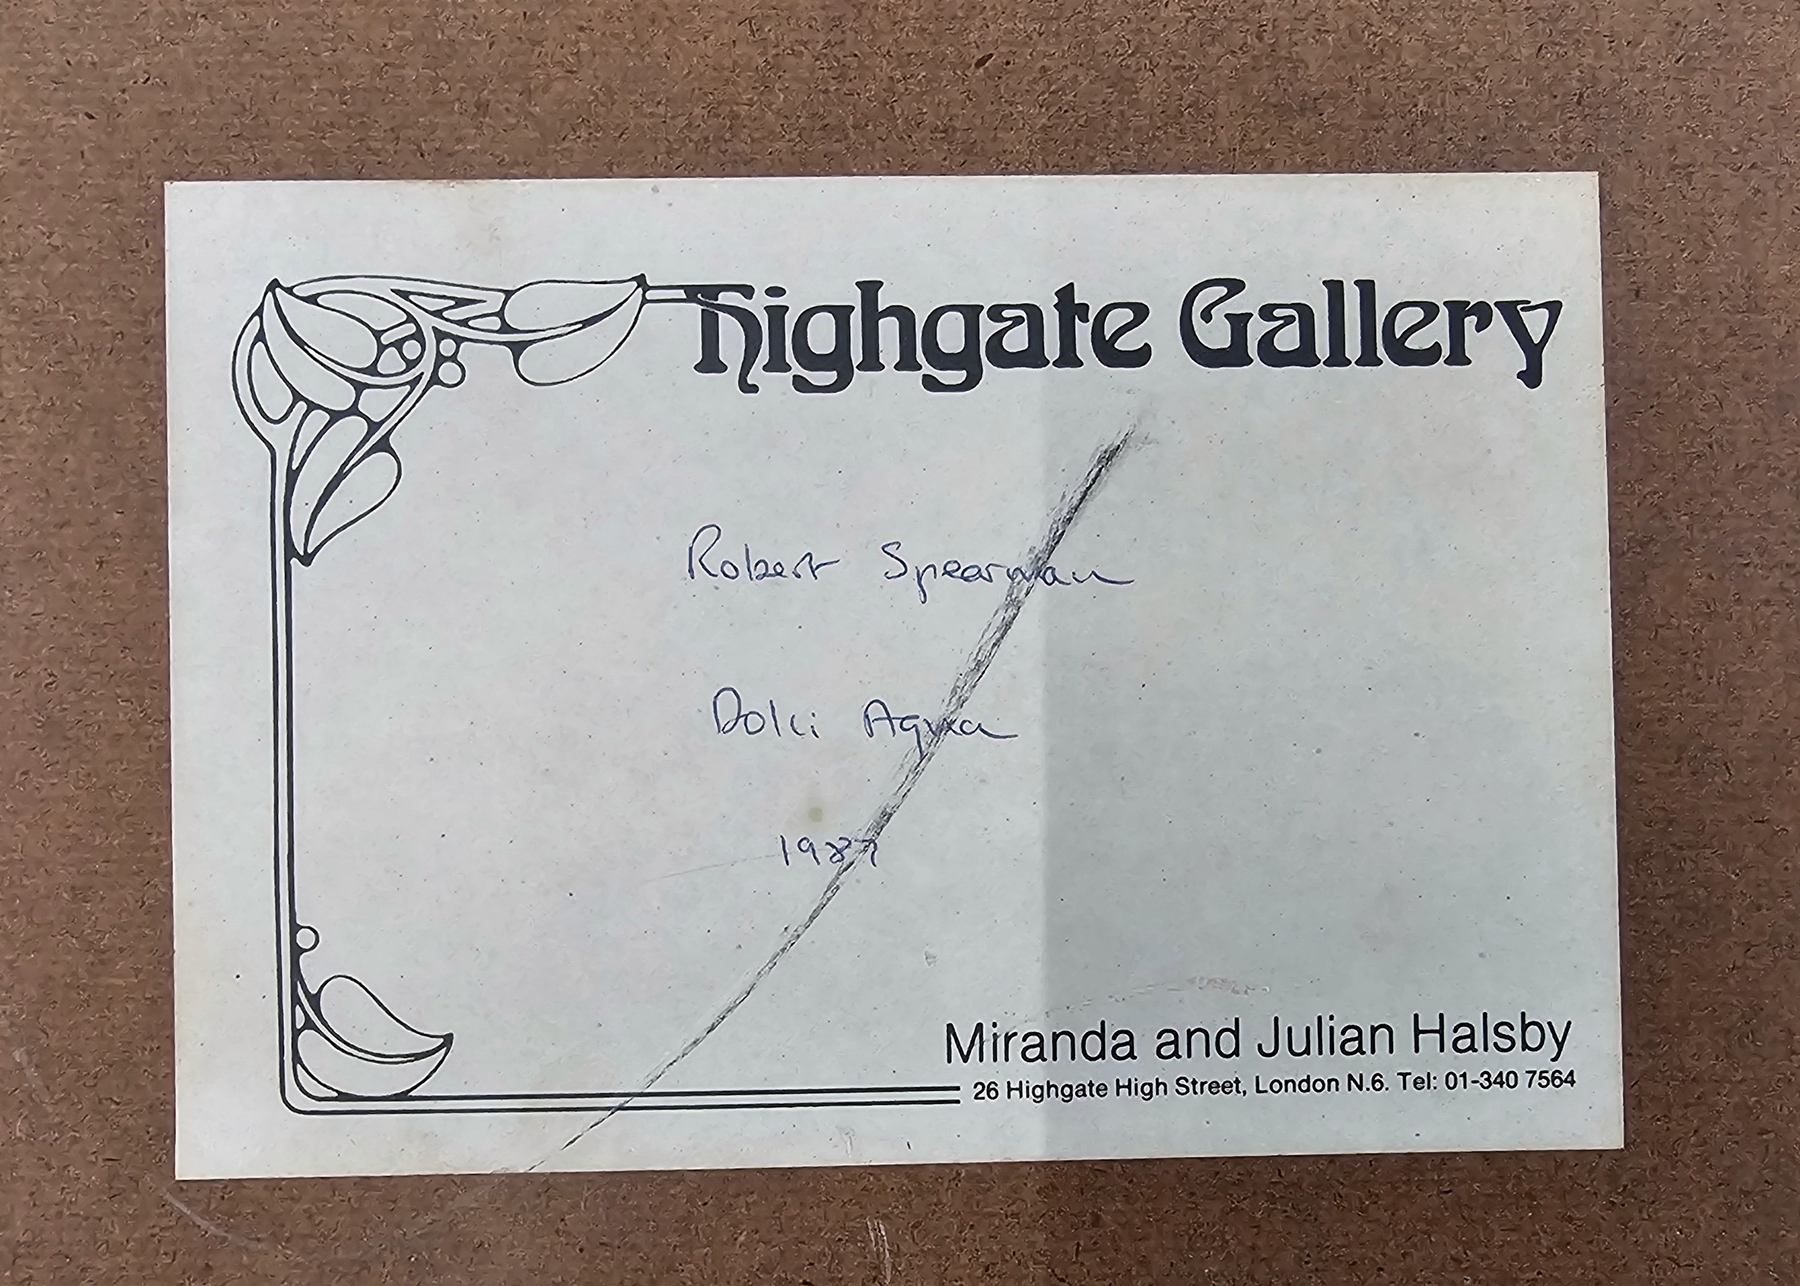 Highgate Gallery
Robert Spearman
Dolci Aqua
1987
Miranda and Julian Halsby
26 Highgate High Street, London N.6. Tel: 01-340 7564